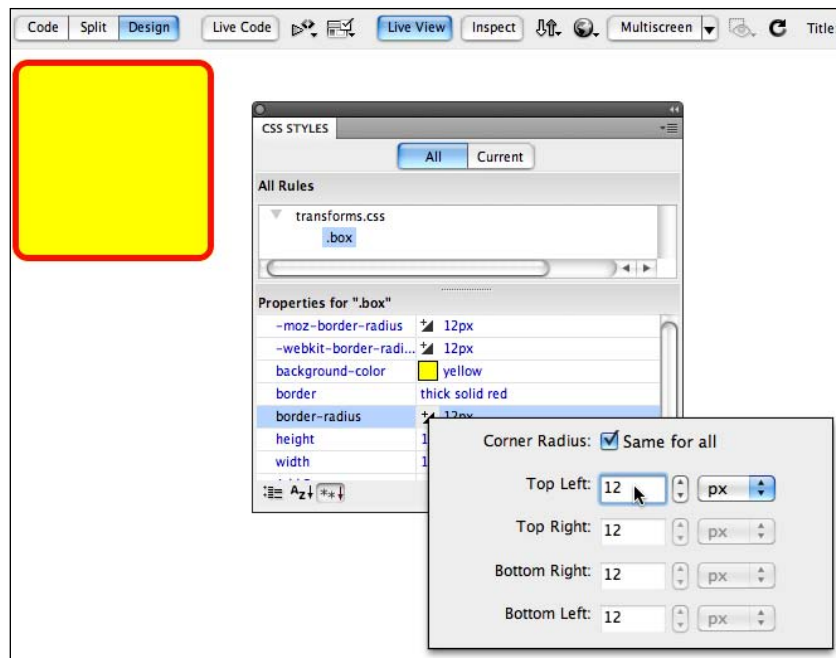 Code Split Design Live Code Live View Inspect Multiscreen Title
CSS STYLES
All Current
All Rules
transforms.css
.box
Properties for ".box"
-moz-border-radius 12px
-webkit-border-radi... 12px
background-color yellow
border thick solid red
border-radius 12px
height 1
width 1
Corner Radius: Same for all
Top Left: 12 px
Top Right: 12 px
Bottom Right: 12 px
Bottom Left: 12 px